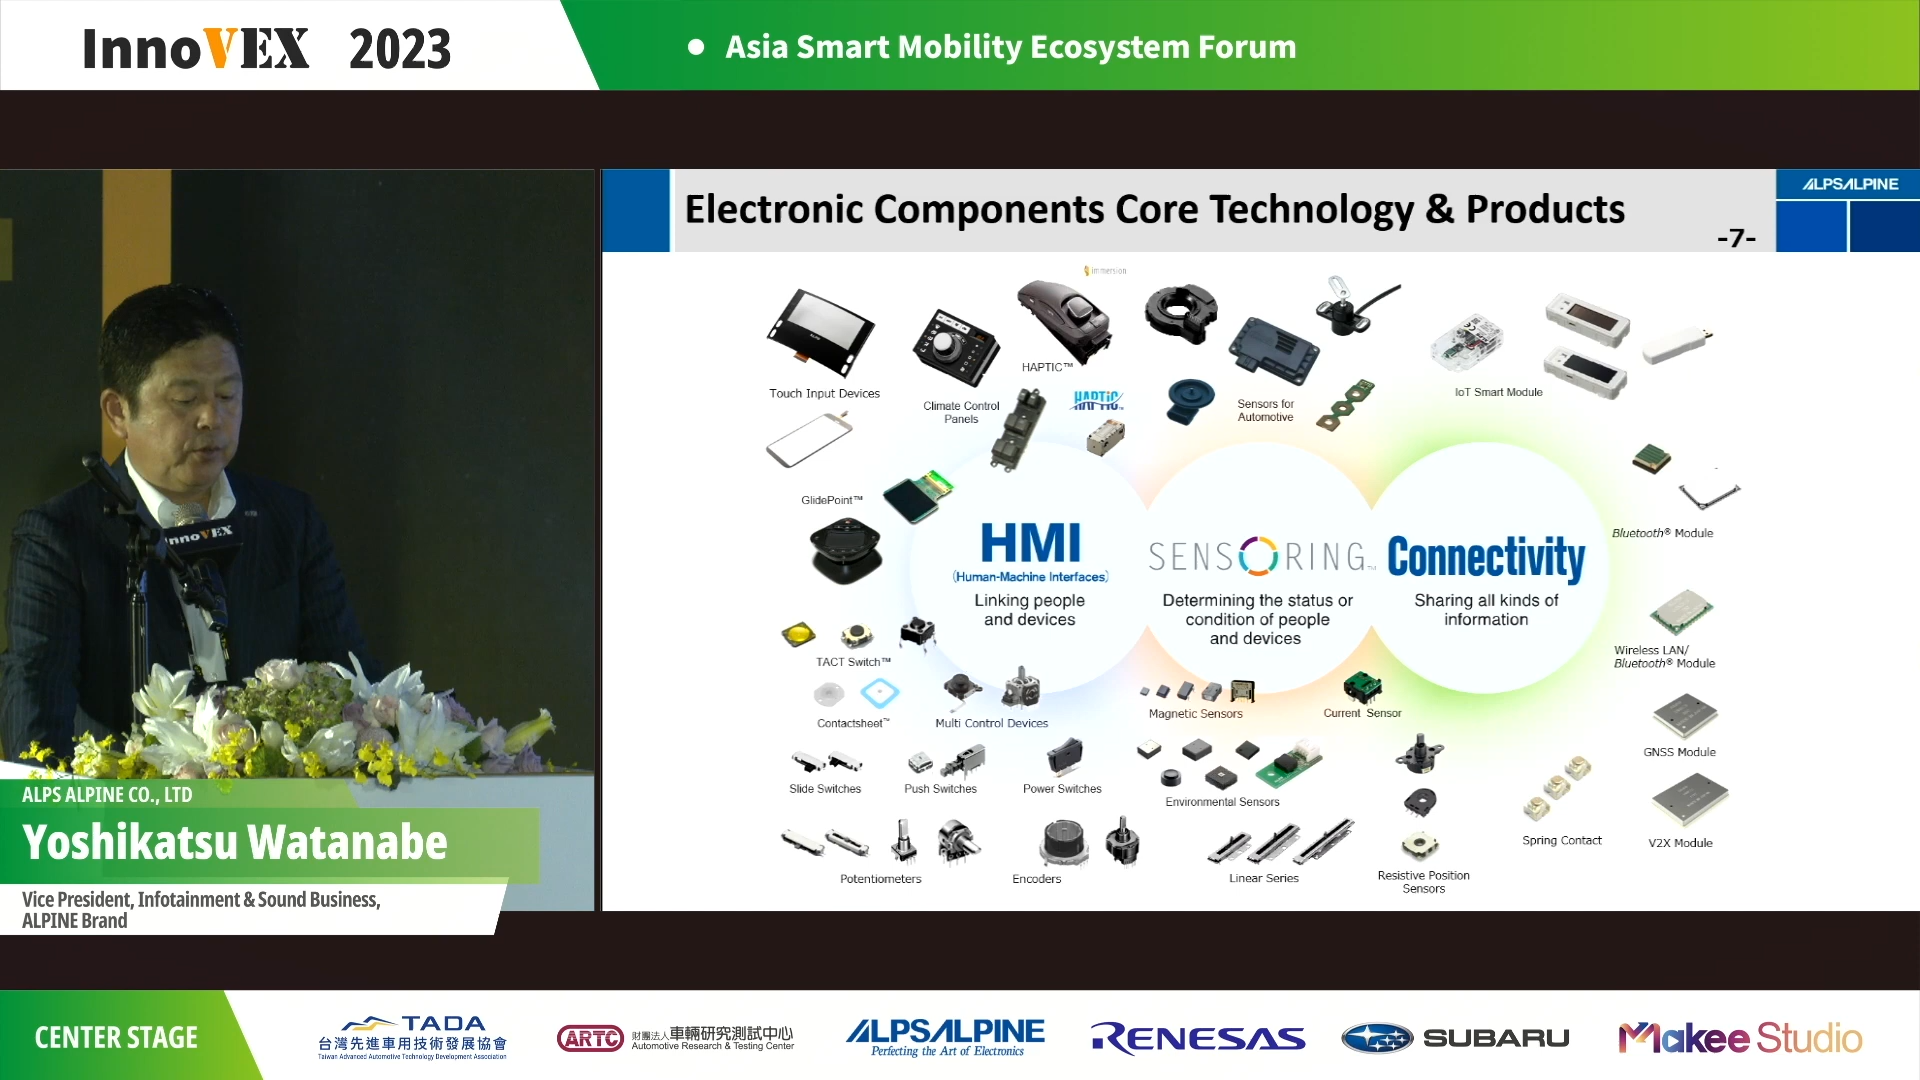 InnoVEX 2023
Asia Smart Mobility Ecosystem Forum
Electronic Components Core Technology & Products
-7-
ALPSALPINE
immersion
HAPTIC™
Touch Input Devices
Climate Control
Panels
HAPTIC™
Sensors for
Automotive
IoT Smart Module
GlidePoint™
HMI
(Human-Machine Interfaces)
Linking people
and devices
SENSORING™
Determining the status or
condition of people
and devices
Connectivity
Sharing all kinds of
information
Bluetooth® Module
Wireless LAN/
Bluetooth® Module
TACT Switch™
Contactsheet™
Multi Control Devices
Magnetic Sensors
Current Sensor
GNSS Module
Slide Switches
Push Switches
Power Switches
Environmental Sensors
Spring Contact
V2X Module
Potentiometers
Encoders
Linear Series
Resistive Position
Sensors
InnoVEX
ALPS ALPINE CO., LTD
Yoshikatsu Watanabe
Vice President, Infotainment & Sound Business,
ALPINE Brand
CENTER STAGE
TADA
台灣先進車用技術發展協會
Taiwan Advanced Automotive Technology Development Association
ARTC
財團法人車輛研究測試中心
Automotive Research & Testing Center
ALPSALPINE
Perfecting the Art of Electronics
RENESAS
SUBARU
Makee Studio